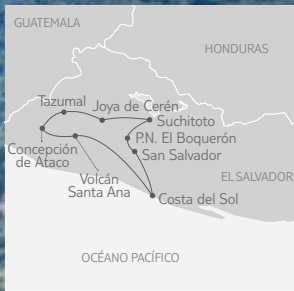 GUATEMALA
HONDURAS
Tazumal
Joya de Cerén
Suchitoto
P.N. El Boquerón
Concepción
de Ataco
San Salvador
Volcán
Santa Ana
EL SALVADOR
Costa del Sol
OCÉANO PACÍFICO